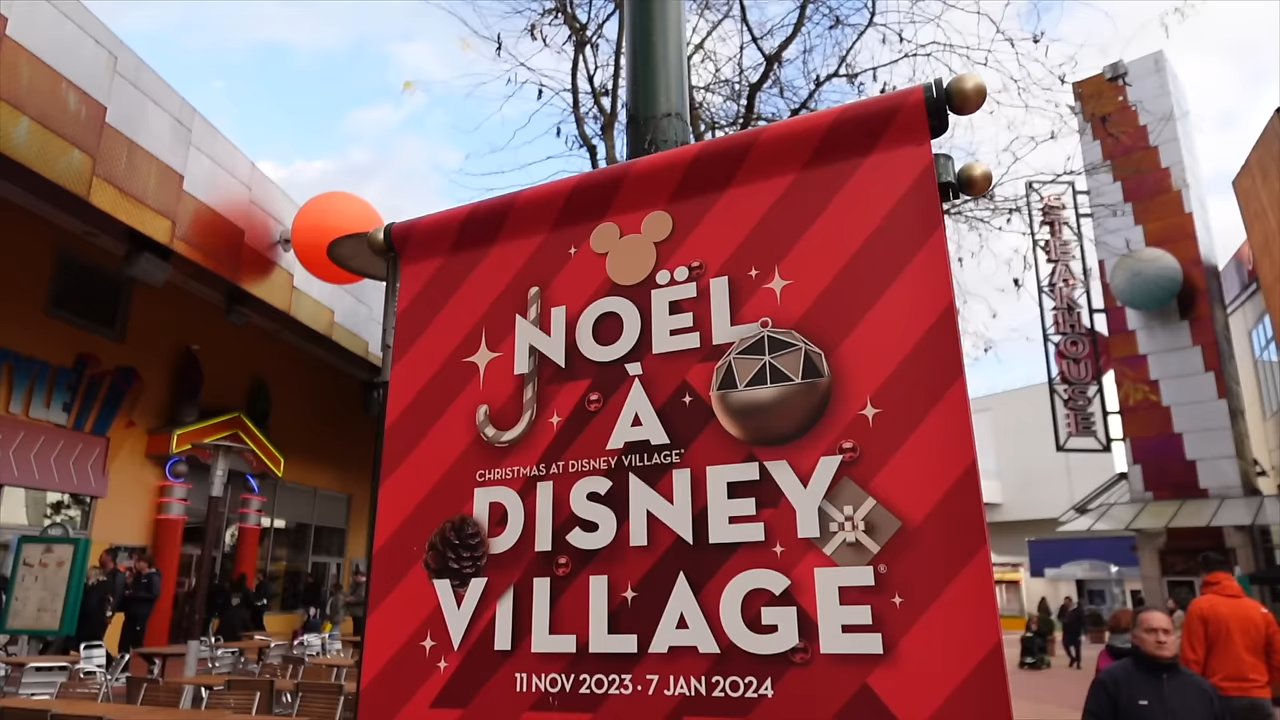 NOËL
À
CHRISTMAS AT DISNEY VILLAGE®
DISNEY
VILLAGE®
11 NOV 2023 · 7 JAN 2024
STEAKHOUSE